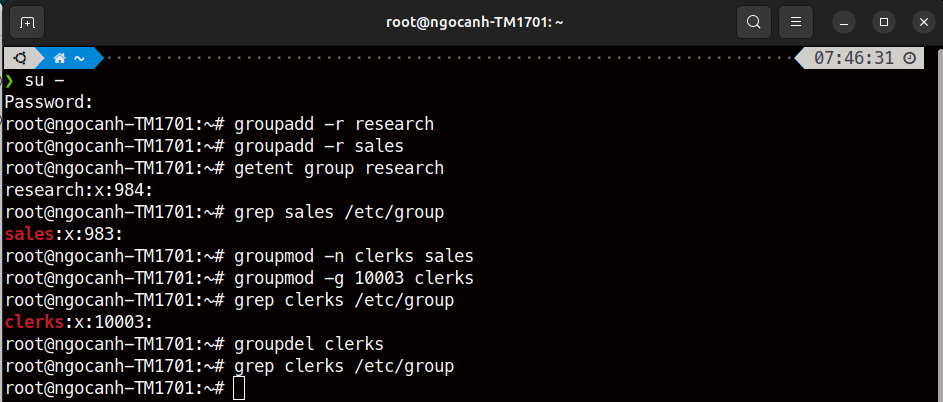 root@ngocanh-TM1701: ~
~ 07:46:31
❯ su -
Password:
root@ngocanh-TM1701:~# groupadd -r research
root@ngocanh-TM1701:~# groupadd -r sales
root@ngocanh-TM1701:~# getent group research
research:x:984:
root@ngocanh-TM1701:~# grep sales /etc/group
sales:x:983:
root@ngocanh-TM1701:~# groupmod -n clerks sales
root@ngocanh-TM1701:~# groupmod -g 10003 clerks
root@ngocanh-TM1701:~# grep clerks /etc/group
clerks:x:10003:
root@ngocanh-TM1701:~# groupdel clerks
root@ngocanh-TM1701:~# grep clerks /etc/group
root@ngocanh-TM1701:~#